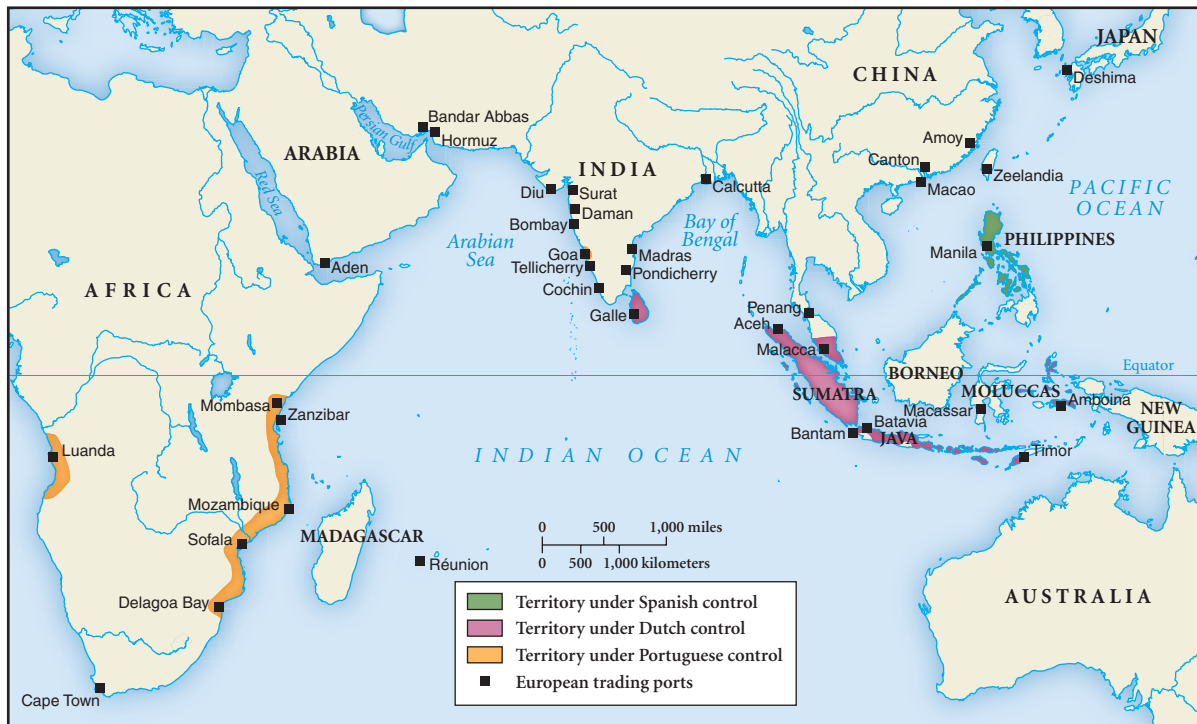 JAPAN
CHINA
Deshima
Persian Gulf
Bandar Abbas
Hormuz
ARABIA
Amoy
INDIA
Canton
Zeelandia
Red Sea
Diu
Surat
Calcutta
Macao
PACIFIC
OCEAN
Daman
Bombay
Bay of
Bengal
Arabian
Sea
Goa
Madras
Manila
PHILIPPINES
Aden
Tellicherry
Pondicherry
AFRICA
Cochin
Galle
Penang
Aceh
Malacca
Equator
BORNEO
SUMATRA
MOLUCCAS
Mombasa
Zanzibar
Macassar
Amboina
NEW
GUINEA
Batavia
Bantam
JAVA
Luanda
INDIAN OCEAN
Timor
Mozambique
MADAGASCAR
Sofala
0 500 1,000 miles
0 500 1,000 kilometers
Réunion
Delagoa Bay
AUSTRALIA
Territory under Spanish control
Territory under Dutch control
Territory under Portuguese control
European trading ports
Cape Town